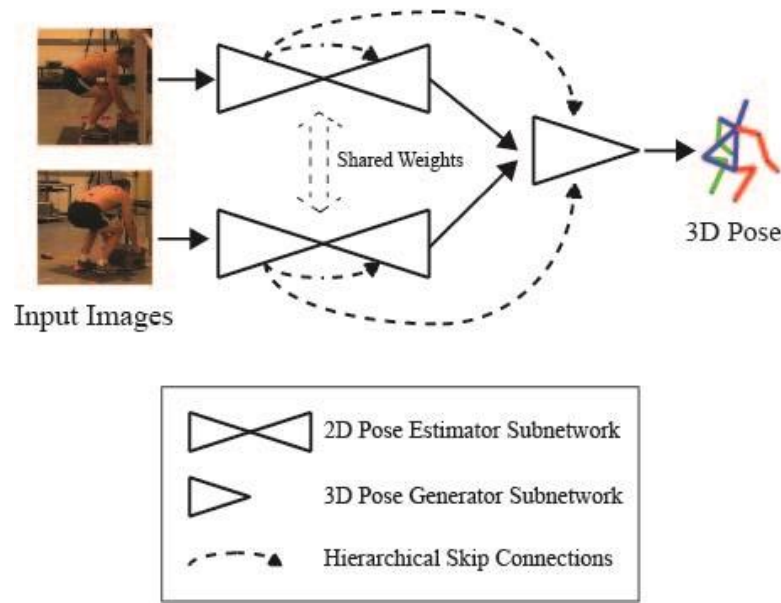 Shared Weights
3D Pose
Input Images
2D Pose Estimator Subnetwork
3D Pose Generator Subnetwork
Hierarchical Skip Connections